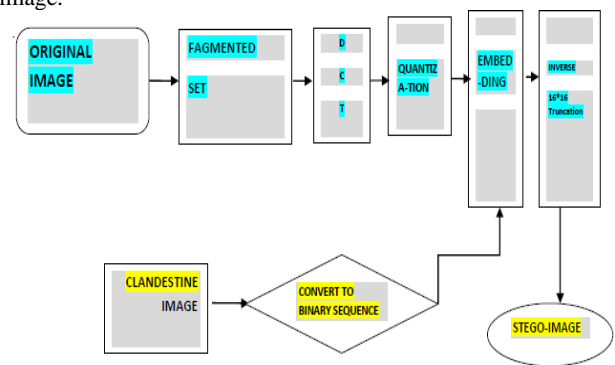 image.
ORIGINAL
IMAGE
FAGMENTED
SET
D
C
T
QUANTIZ
A-TION
EMBED
-DING
INVERSE
16*16
Truncation
CLANDESTINE
IMAGE
CONVERT TO
BINARY SEQUENCE
STEGO-IMAGE